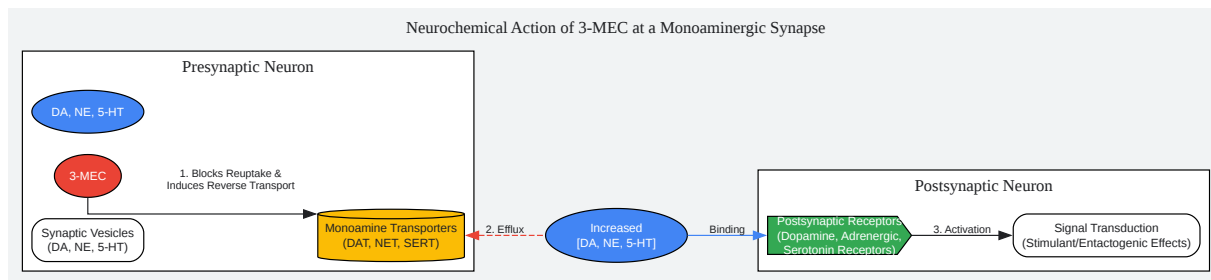 Neurochemical Action of 3-MEC at a Monoaminergic Synapse
Presynaptic Neuron
DA, NE, 5-HT
3-MEC
1. Blocks Reuptake &
Induces Reverse Transport
Synaptic Vesicles
(DA, NE, 5-HT)
Monoamine Transporters
(DAT, NET, SERT)
2. Efflux
Increased
[DA, NE, 5-HT]
Binding
Postsynaptic Neuron
Postsynaptic Receptors
(Dopamine, Adrenergic,
Serotonin Receptors)
3. Activation
Signal Transduction
(Stimulant/Entactogenic Effects)